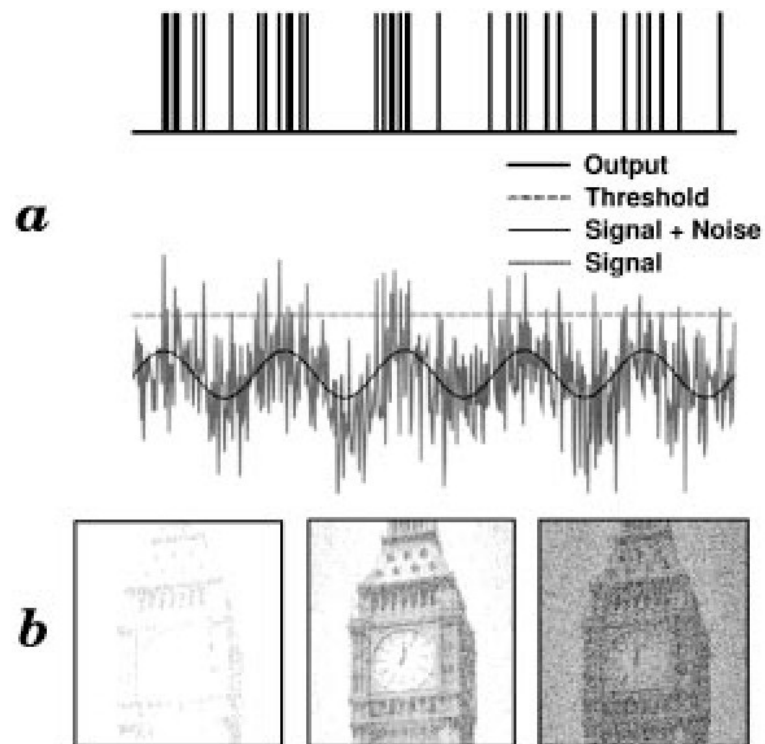 Output
Threshold
a
Signal + Noise
Signal
b